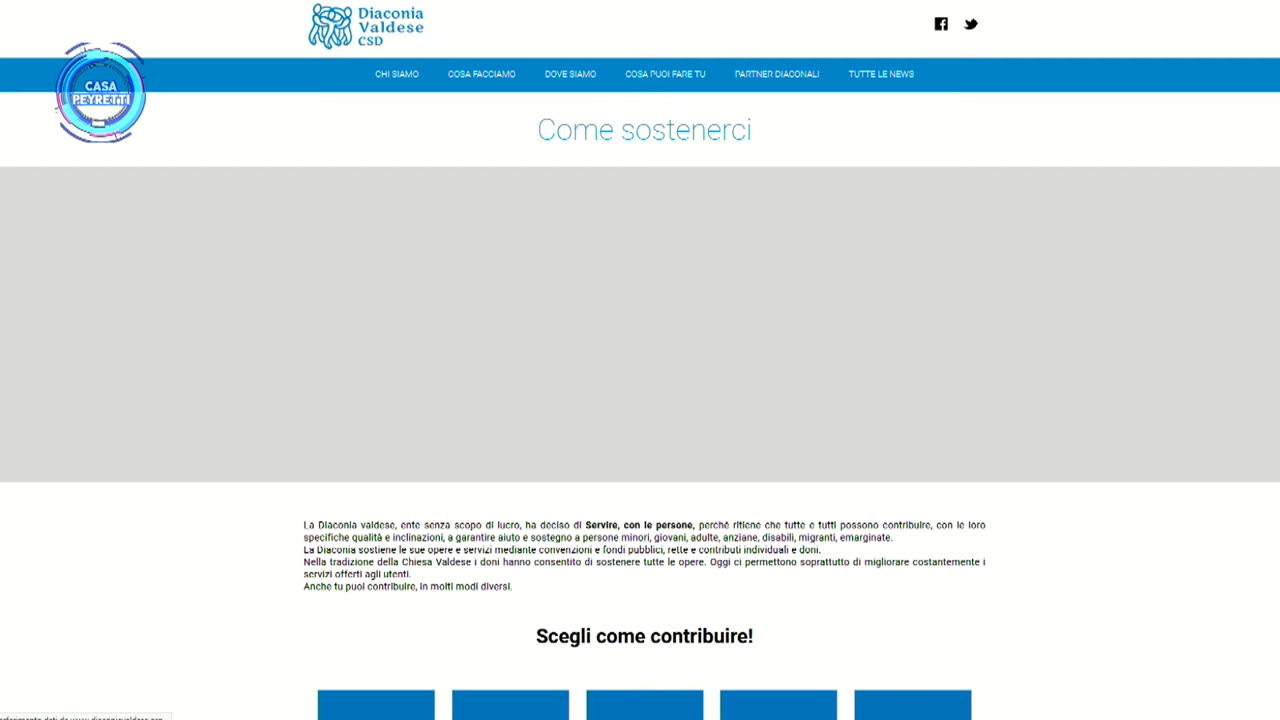 Diaconia
Valdese
CSD
CHI SIAMO COSA FACCIAMO DOVE SIAMO COSA PUOI FARE TU PARTNER DIACONALI TUTTE LE NEWS
CASA
PEYRETTI
Come sostenerci
La Diaconia valdese, ente senza scopo di lucro, ha deciso di Servire, con le persone, perchè ritiene che tutte e tutti possono contribuire, con le loro
specifiche qualità e inclinazioni, a garantire aiuto e sostegno a persone minori, giovani, adulte, anziane, disabili, migranti, emarginate.
La Diaconia sostiene le sue opere e servizi mediante convenzioni e fondi pubblici, rette e contributi individuali e doni.
Nella tradizione della Chiesa Valdese i doni hanno consentito di sostenere tutte le opere. Oggi ci permettono soprattutto di migliorare costantemente i
servizi offerti agli utenti.
Anche tu puoi contribuire, in molti modi diversi.
Scegli come contribuire!